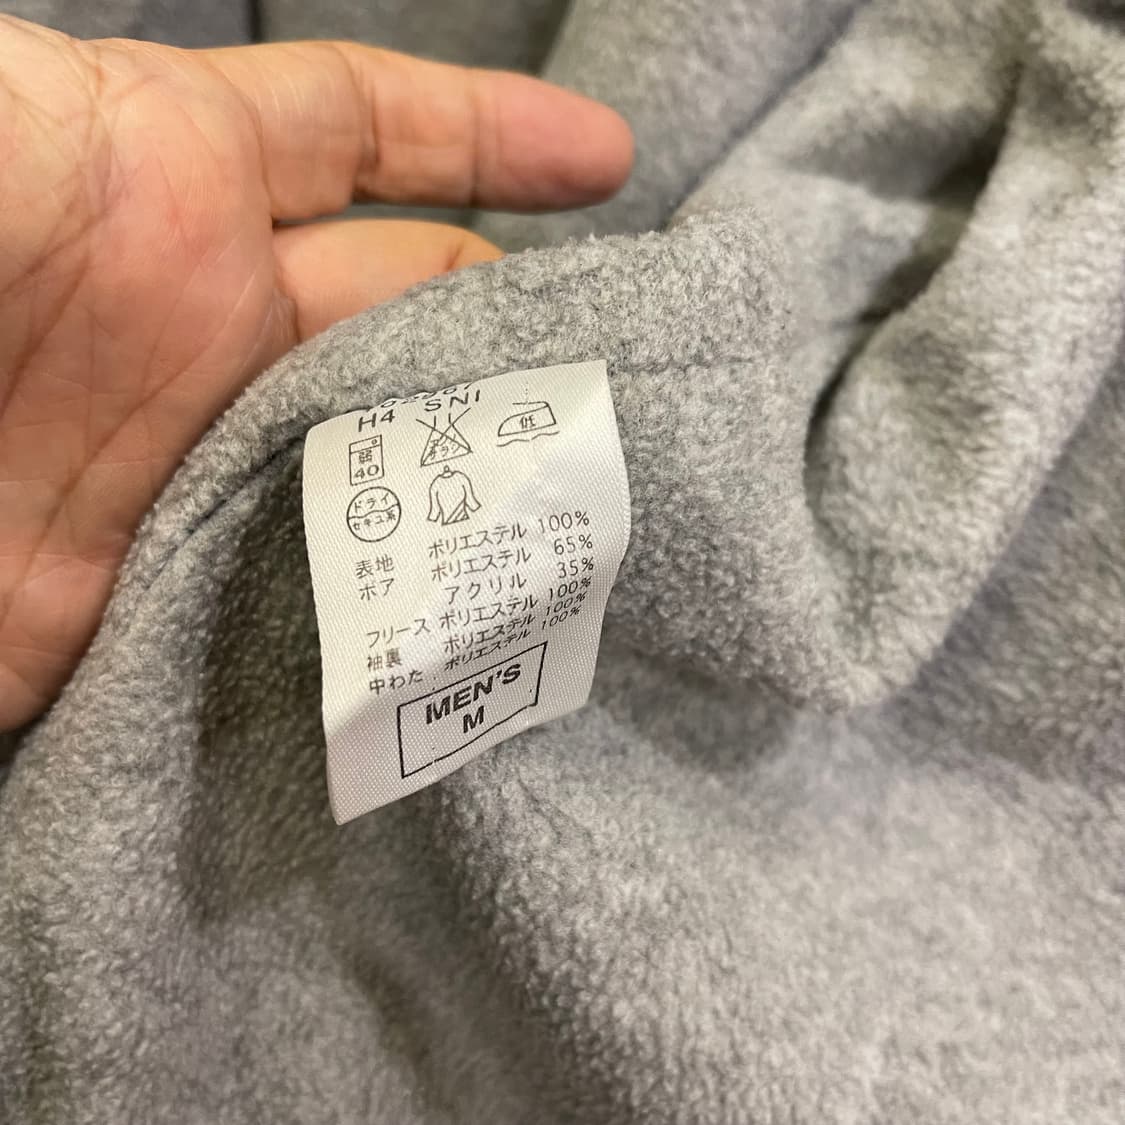 H4 SNI
弱
40
低
ドライ
セキユ系
表地 ポリエステル 100%
ボア ポリエステル 65%
アクリル 35%
フリース ポリエステル 100%
袖裏 ポリエステル 100%
中わた ポリエステル 100%
MEN'S
M